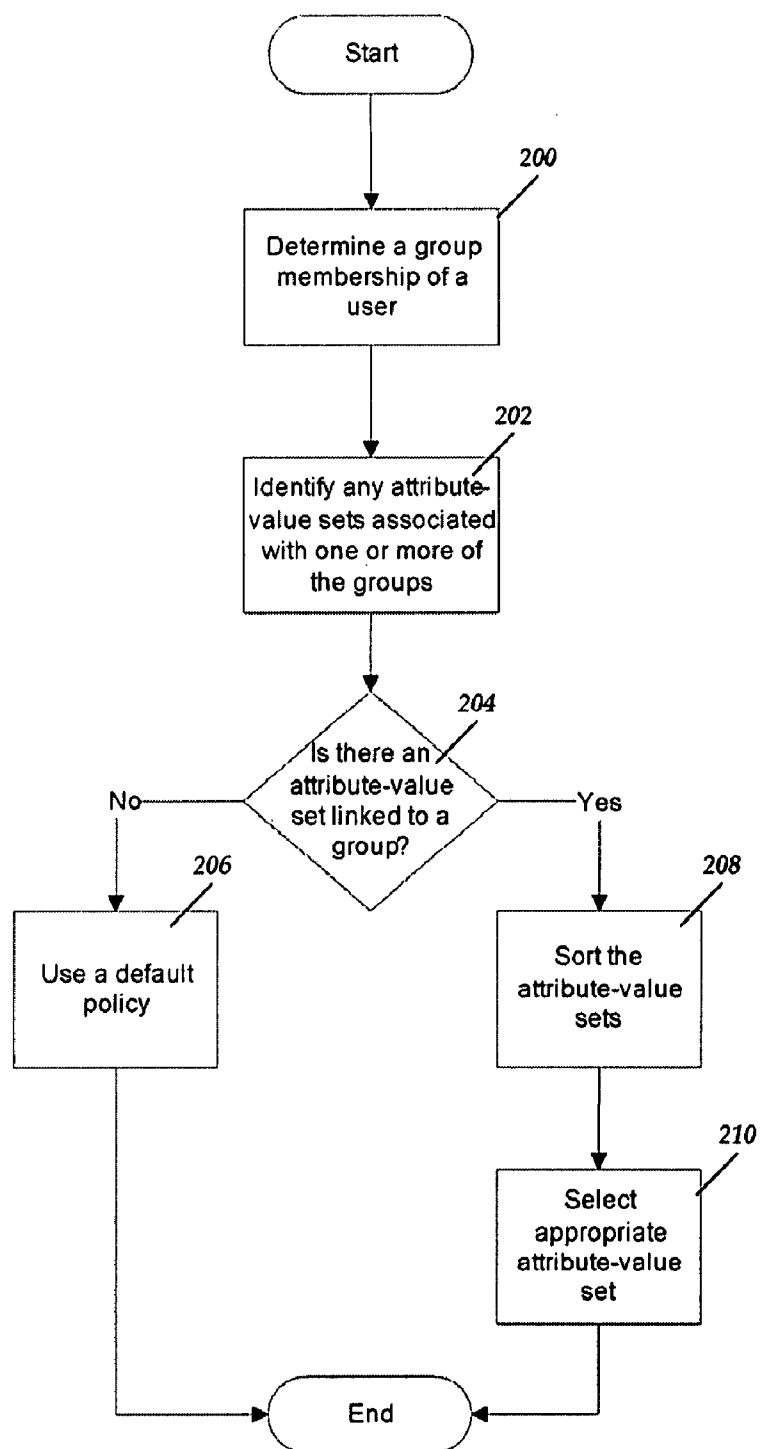 Start
200
Determine a group
membership of a
user
202
Identify any attribute-
value sets associated
with one or more of
the groups
204
Is there an
attribute-value
set linked to a
group?
No
Yes
206
Use a default
policy
208
Sort the
attribute-value
sets
210
Select
appropriate
attribute-value
set
End